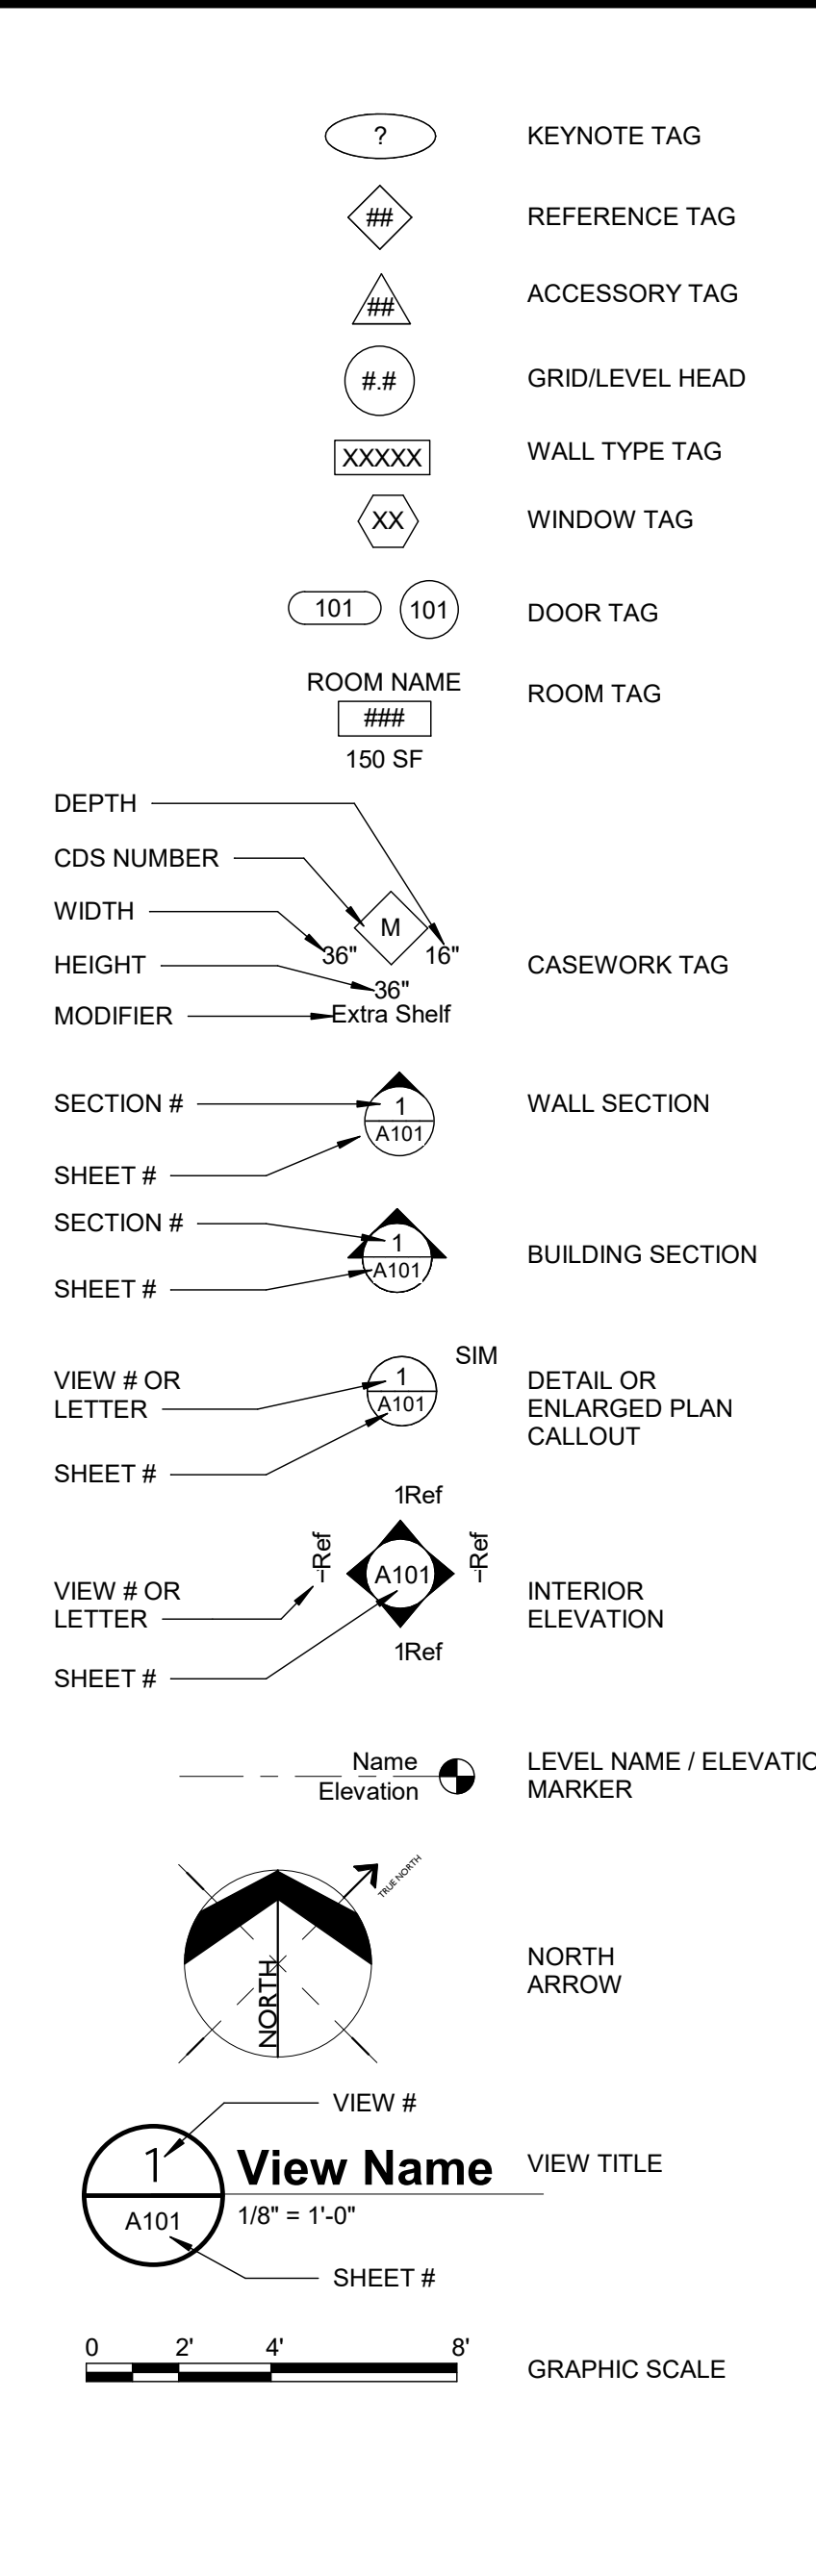 ? KEYNOTE TAG
## REFERENCE TAG
## ACCESSORY TAG
#.# GRID/LEVEL HEAD
XXXXX WALL TYPE TAG
XX WINDOW TAG
101 101 DOOR TAG
ROOM NAME ROOM TAG
###
150 SF
DEPTH
CDS NUMBER
M
WIDTH
36" 16"
HEIGHT CASEWORK TAG
36"
MODIFIER Extra Shelf
SECTION # 1 WALL SECTION
A101
SHEET #
SECTION #
1
BUILDING SECTION
A101
SHEET #
SIM
VIEW # OR 1 DETAIL OR
LETTER A101 ENLARGED PLAN
CALLOUT
SHEET #
1Ref
Ref Ref
A101
VIEW # OR INTERIOR
LETTER ELEVATION
1Ref
SHEET #
Name LEVEL NAME / ELEVATIO
Elevation MARKER
TRUE NORTH
NORTH
NORTH
ARROW
VIEW #
1 View Name VIEW TITLE
A101 1/8" = 1'-0"
SHEET #
0 2' 4' 8'
GRAPHIC SCALE